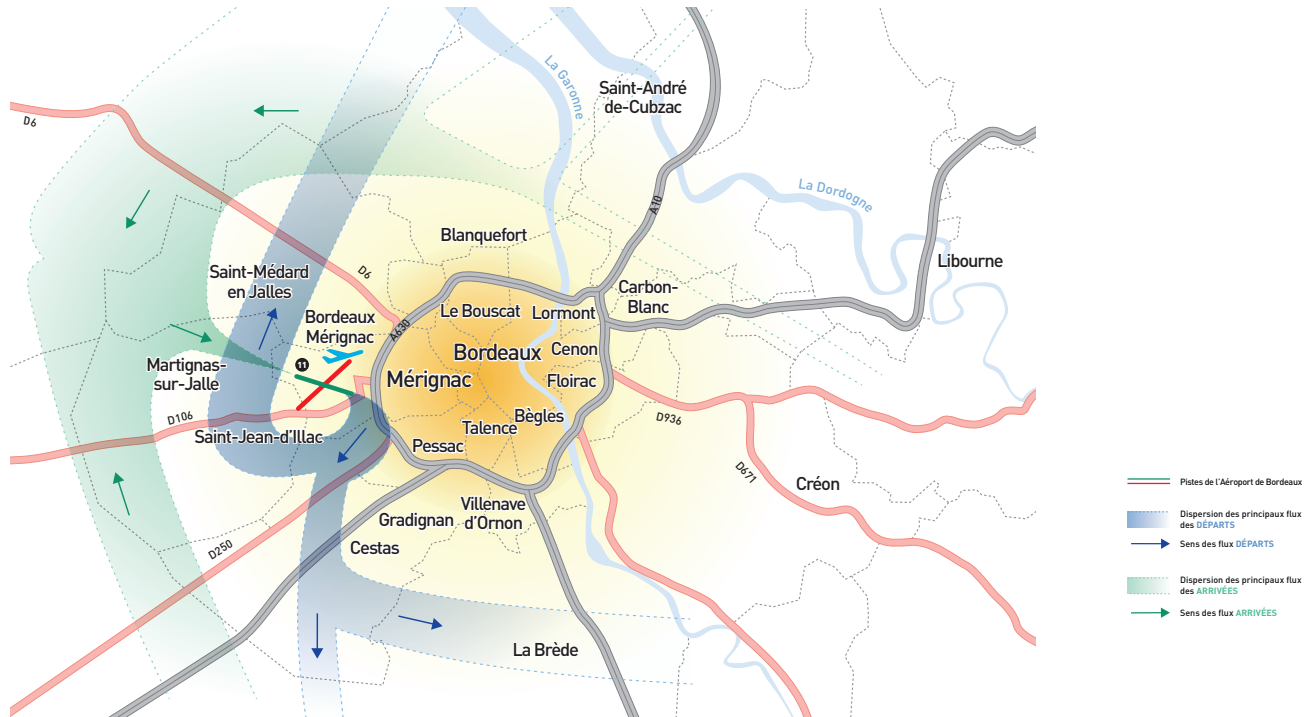 La Garonne
Saint-André
de-Cubzac
D6
La Dordogne
A10
Blanquefort
Libourne
D6
Saint-Médard
en Jalles
Carbon-
Blanc
Bordeaux
Mérignac
A630
Le Bouscat
Lormont
11
Bordeaux
Cenon
Martignas-
sur-Jalle
Mérignac
Floirac
D106
Bègles
D936
Saint-Jean-d'Illac
Talence
Pessac
D671
Créon
Villenave
d'Ornon
Gradignan
D250
Cestas
La Brède
Pistes de l'Aéroport de Bordeaux
Dispersion des principaux flux
des DÉPARTS
Sens des flux DÉPARTS
Dispersion des principaux flux
des ARRIVÉES
Sens des flux ARRIVÉES